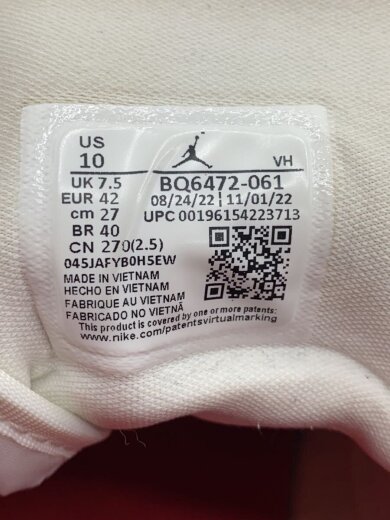 US
10
VH
UK 7.5
EUR 42
cm 27
BR 40
CN 270(2.5)
BQ6472-061
08/24/22 | 11/01/22
UPC 00196154223713
045JAFYB0H5EW
MADE IN VIETNAM
HECHO EN VIETNAM
FABRIQUE AU VIETNAM
FABRICADO NO VIETNÃ
This product is covered by one or more patents:
www.nike.com/patentsvirtualmarking